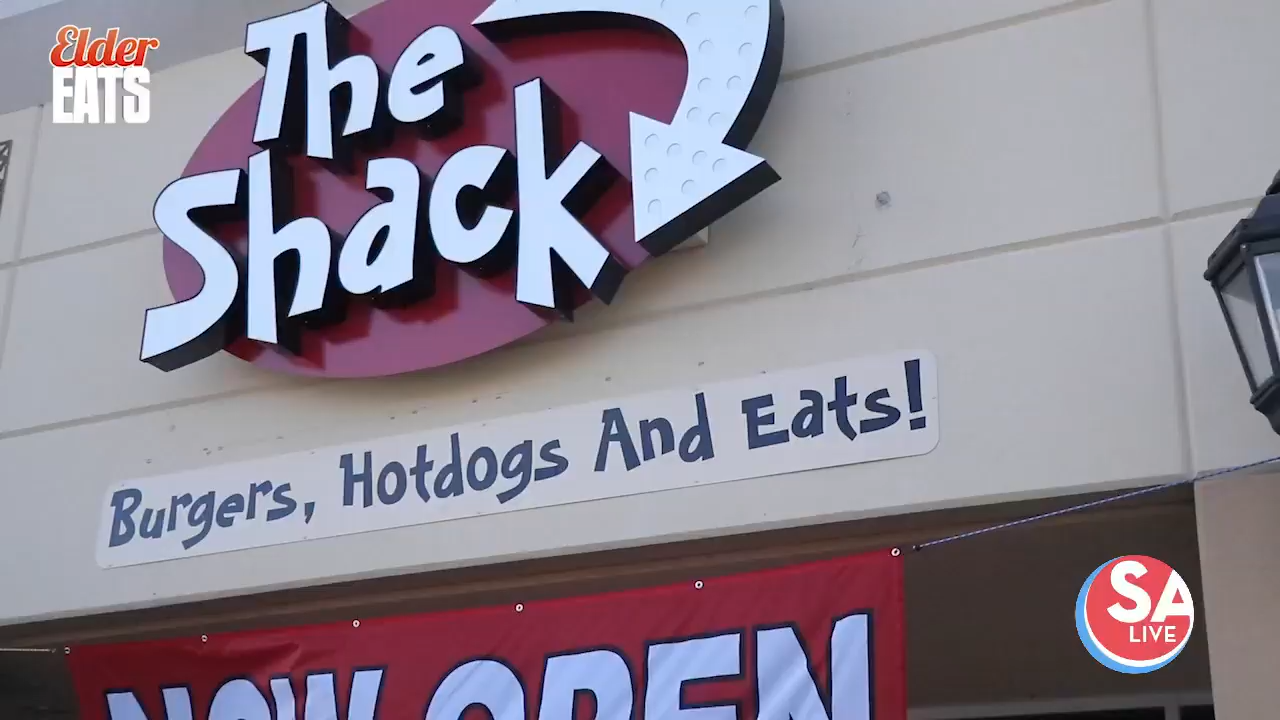 Elder
EATS
The
Shack
Burgers, Hotdogs And Eats!
NOW OPEN
SA
LIVE